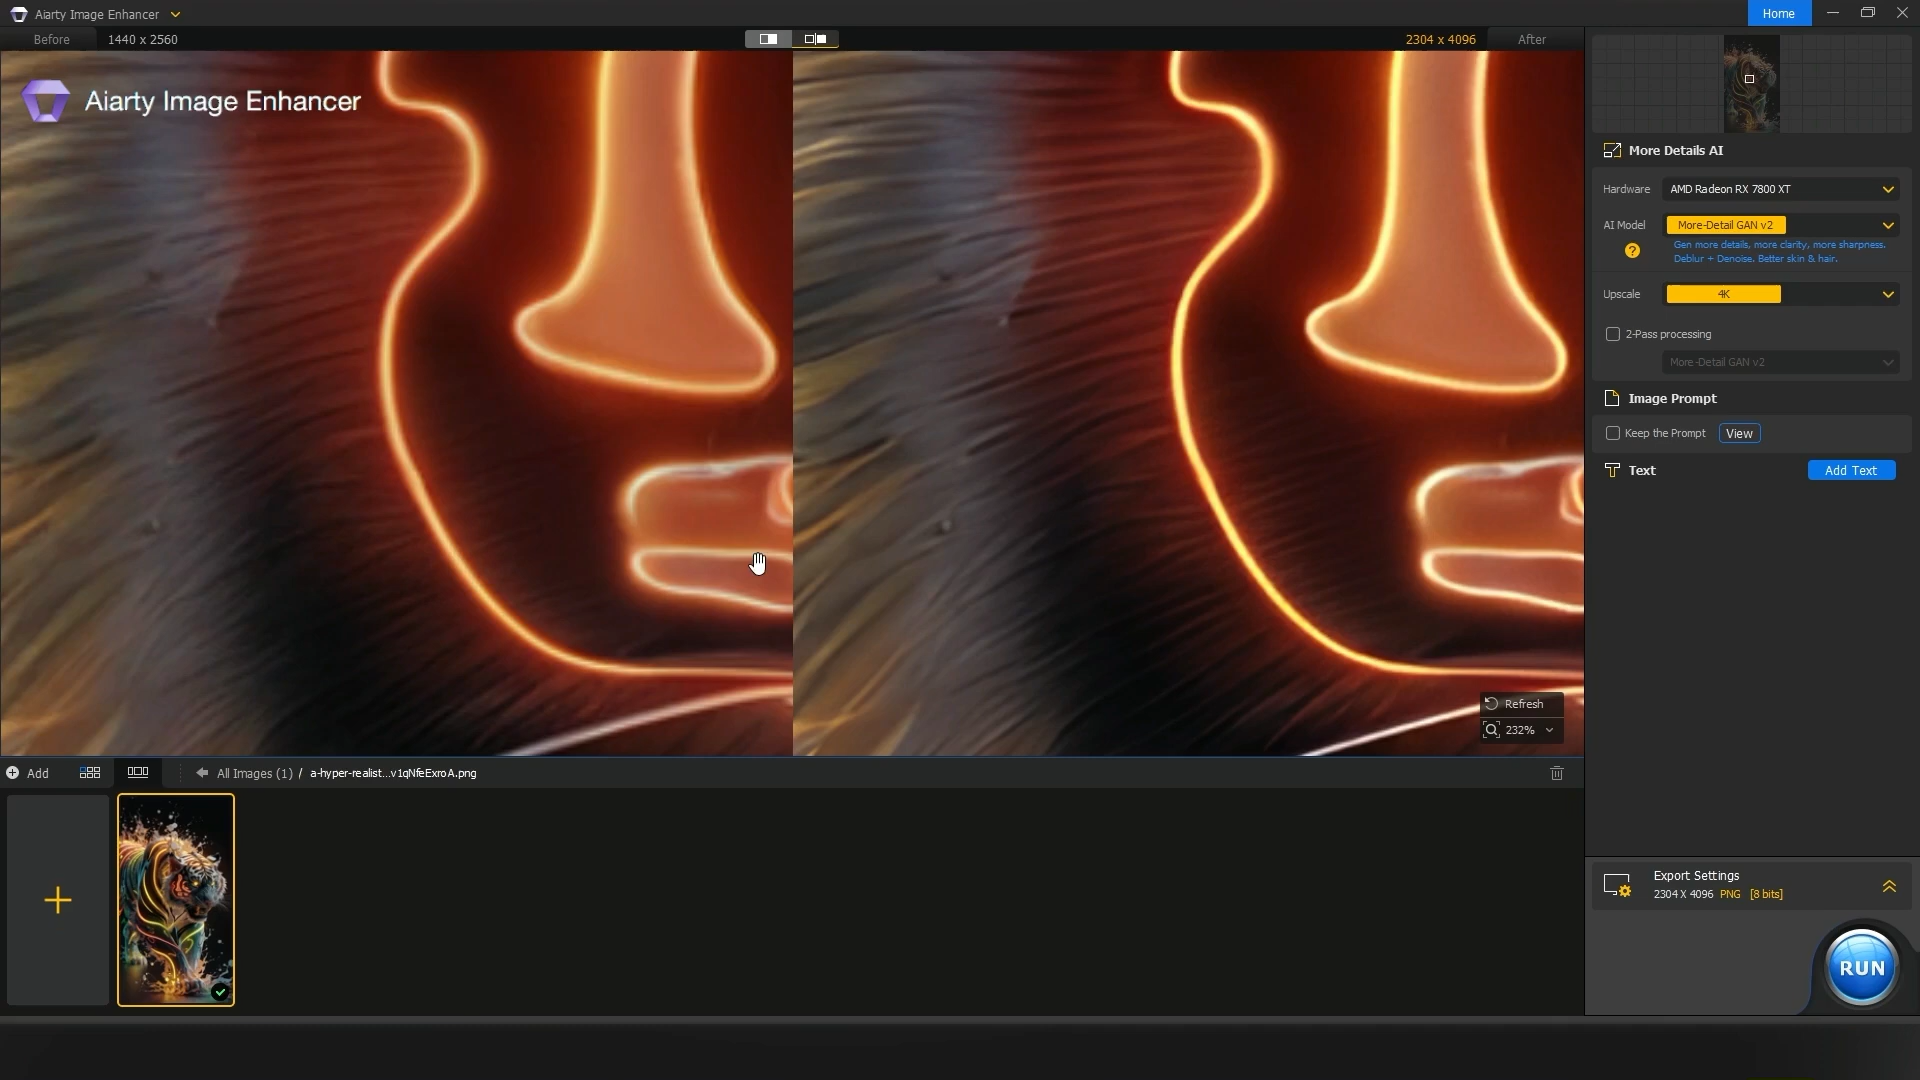 Aiarty Image Enhancer
Home
Before
1440 x 2560
2304 x 4096
After
Aiarty Image Enhancer
More Details AI
Hardware
AMD Radeon RX 7800 XT
AI Model
More-Detail GAN v2
?
Gen more details, more clarity, more sharpness.
Deblur + Denoise. Better skin & hair.
Upscale
4K
2-Pass processing
More-Detail GAN v2
Image Prompt
Keep the Prompt
View
Text
Add Text
Refresh
232%
Add
All Images (1) / a-hyper-realist...v1qNfeExroA.png
Export Settings
2304 X 4096 PNG [8 bits]
RUN